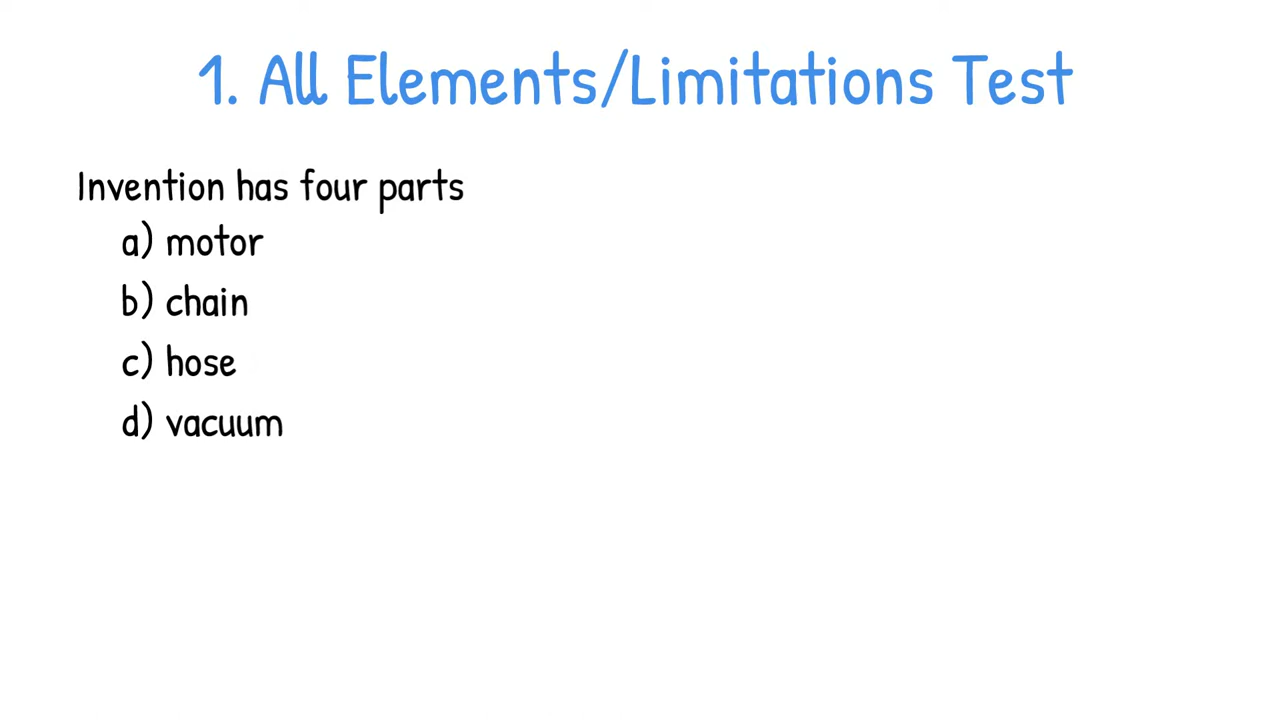 1. All Elements/Limitations Test
Invention has four parts
a) motor
b) chain
c) hose
d) vacuum